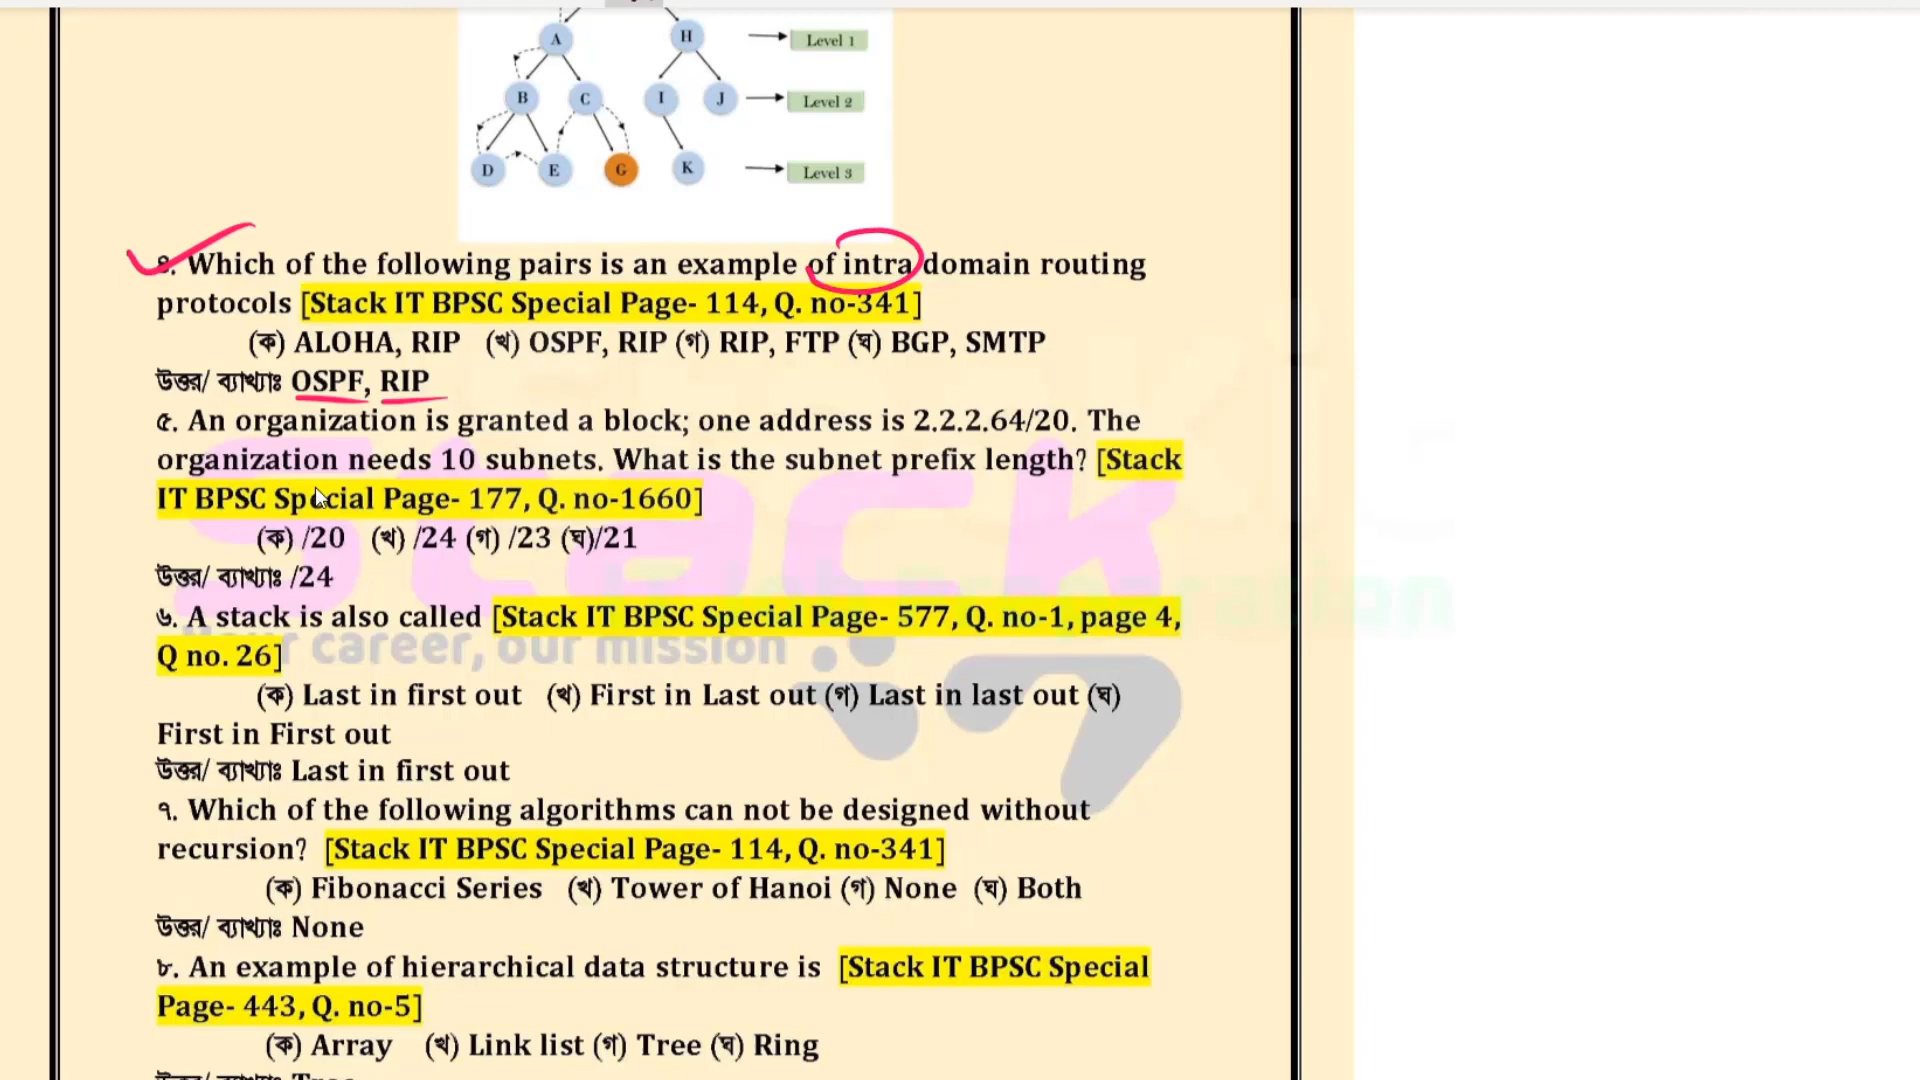 A
H
Level 1
B
C
I
J
Level 2
D
E
G
K
Level 3
৪. Which of the following pairs is an example of intra domain routing
protocols [Stack IT BPSC Special Page- 114, Q. no-341]
(ক) ALOHA, RIP (খ) OSPF, RIP (গ) RIP, FTP (ঘ) BGP, SMTP
উত্তর/ ব্যাখ্যাঃ OSPF, RIP
৫. An organization is granted a block; one address is 2.2.2.64/20. The
organization needs 10 subnets. What is the subnet prefix length? [Stack
IT BPSC Special Page- 177, Q. no-1660]
(ক) /20 (খ) /24 (গ) /23 (ঘ)/21
উত্তর/ ব্যাখ্যাঃ /24
৬. A stack is also called [Stack IT BPSC Special Page- 577, Q. no-1, page 4,
Q no. 26]
(ক) Last in first out (খ) First in Last out (গ) Last in last out (ঘ)
First in First out
উত্তর/ ব্যাখ্যাঃ Last in first out
৭. Which of the following algorithms can not be designed without
recursion? [Stack IT BPSC Special Page- 114, Q. no-341]
(ক) Fibonacci Series (খ) Tower of Hanoi (গ) None (ঘ) Both
উত্তর/ ব্যাখ্যাঃ None
৮. An example of hierarchical data structure is [Stack IT BPSC Special
Page- 443, Q. no-5]
(ক) Array (খ) Link list (গ) Tree (ঘ) Ring
Stack
career, our mission